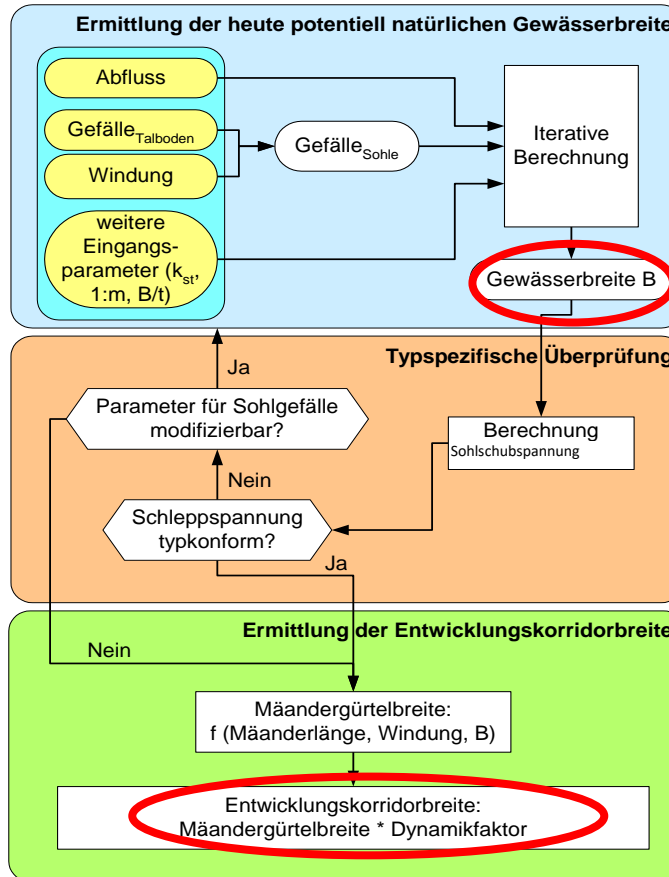 Ermittlung der heute potentiell natürlichen Gewässerbreite
Abfluss
Gefälle Talboden
Windung
weitere
Eingangs-
parameter (k st,
1:m, B/t)
Gefälle Sohle
Iterative
Berechnung
Gewässerbreite B
Typspezifische Überprüfung
Ja
Parameter für Sohlgefälle
modifizierbar?
Berechnung
Sohlschubspannung
Nein
Schleppspannung
typkonform?
Ja
Ermittlung der Entwicklungskorridorbreite
Nein
Mäandergürtelbreite:
f (Mäanderlänge, Windung, B)
Entwicklungskorridorbreite:
Mäandergürtelbreite * Dynamikfaktor